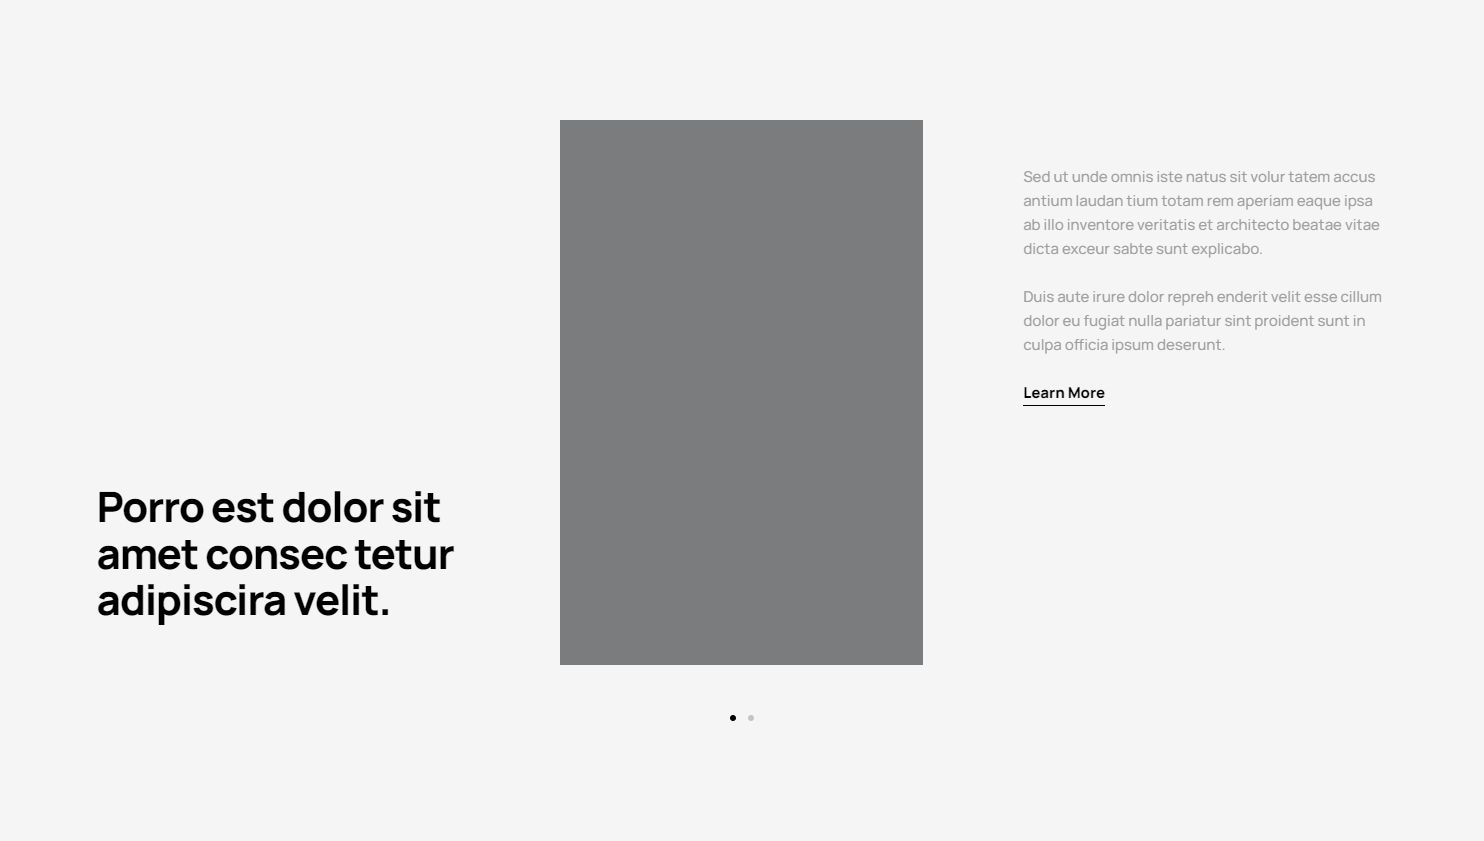 Porro est dolor sit
amet consec tetur
adipiscira velit.
Sed ut unde omnis iste natus sit volur tatem accus
antium laudan tium totam rem aperiam eaque ipsa
ab illo inventore veritatis et architecto beatae vitae
dicta exceur sabte sunt explicabo.
Duis aute irure dolor repreh enderit velit esse cillum
dolor eu fugiat nulla pariatur sint proident sunt in
culpa officia ipsum deserunt.
Learn More